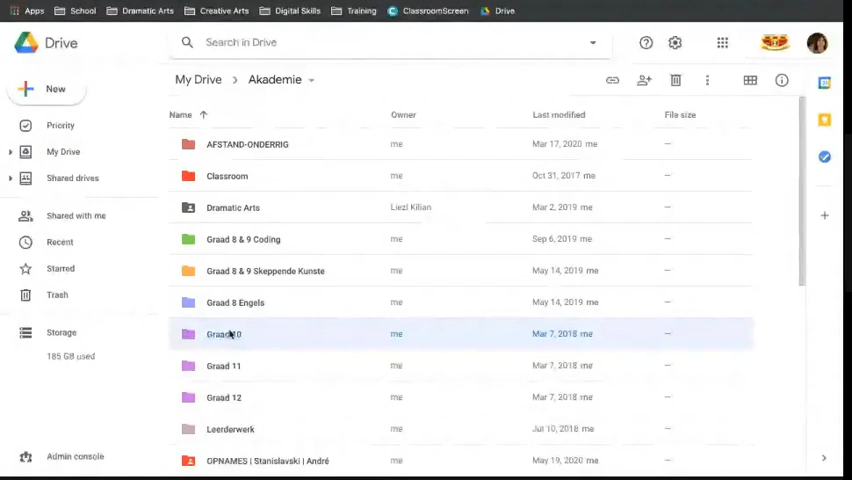 Apps School Dramatic Arts Creative Arts Digital Skills Training ClassroomScreen Drive
Drive Search in Drive
New My Drive > Akademie
Name Owner Last modified File size
Priority
My Drive
Shared drives
Shared with me
Recent
Starred
Trash
Storage
185 GB used
Admin console
AFSTAND-ONDERRIG me Mar 17, 2020 me —
Classroom me Oct 31, 2017 me —
Dramatic Arts Liezl Kilian Mar 2, 2019 me —
Graad 8 & 9 Coding me Sep 6, 2019 me —
Graad 8 & 9 Skeppende Kunste me May 14, 2019 me —
Graad 8 Engels me May 14, 2019 me —
Graad 10 me Mar 7, 2018 me —
Graad 11 me Mar 7, 2018 me —
Graad 12 me Mar 7, 2018 me —
Leerderwerk me Jul 10, 2018 me —
OPNAMES | Stanislavski | André me May 19, 2020 me —